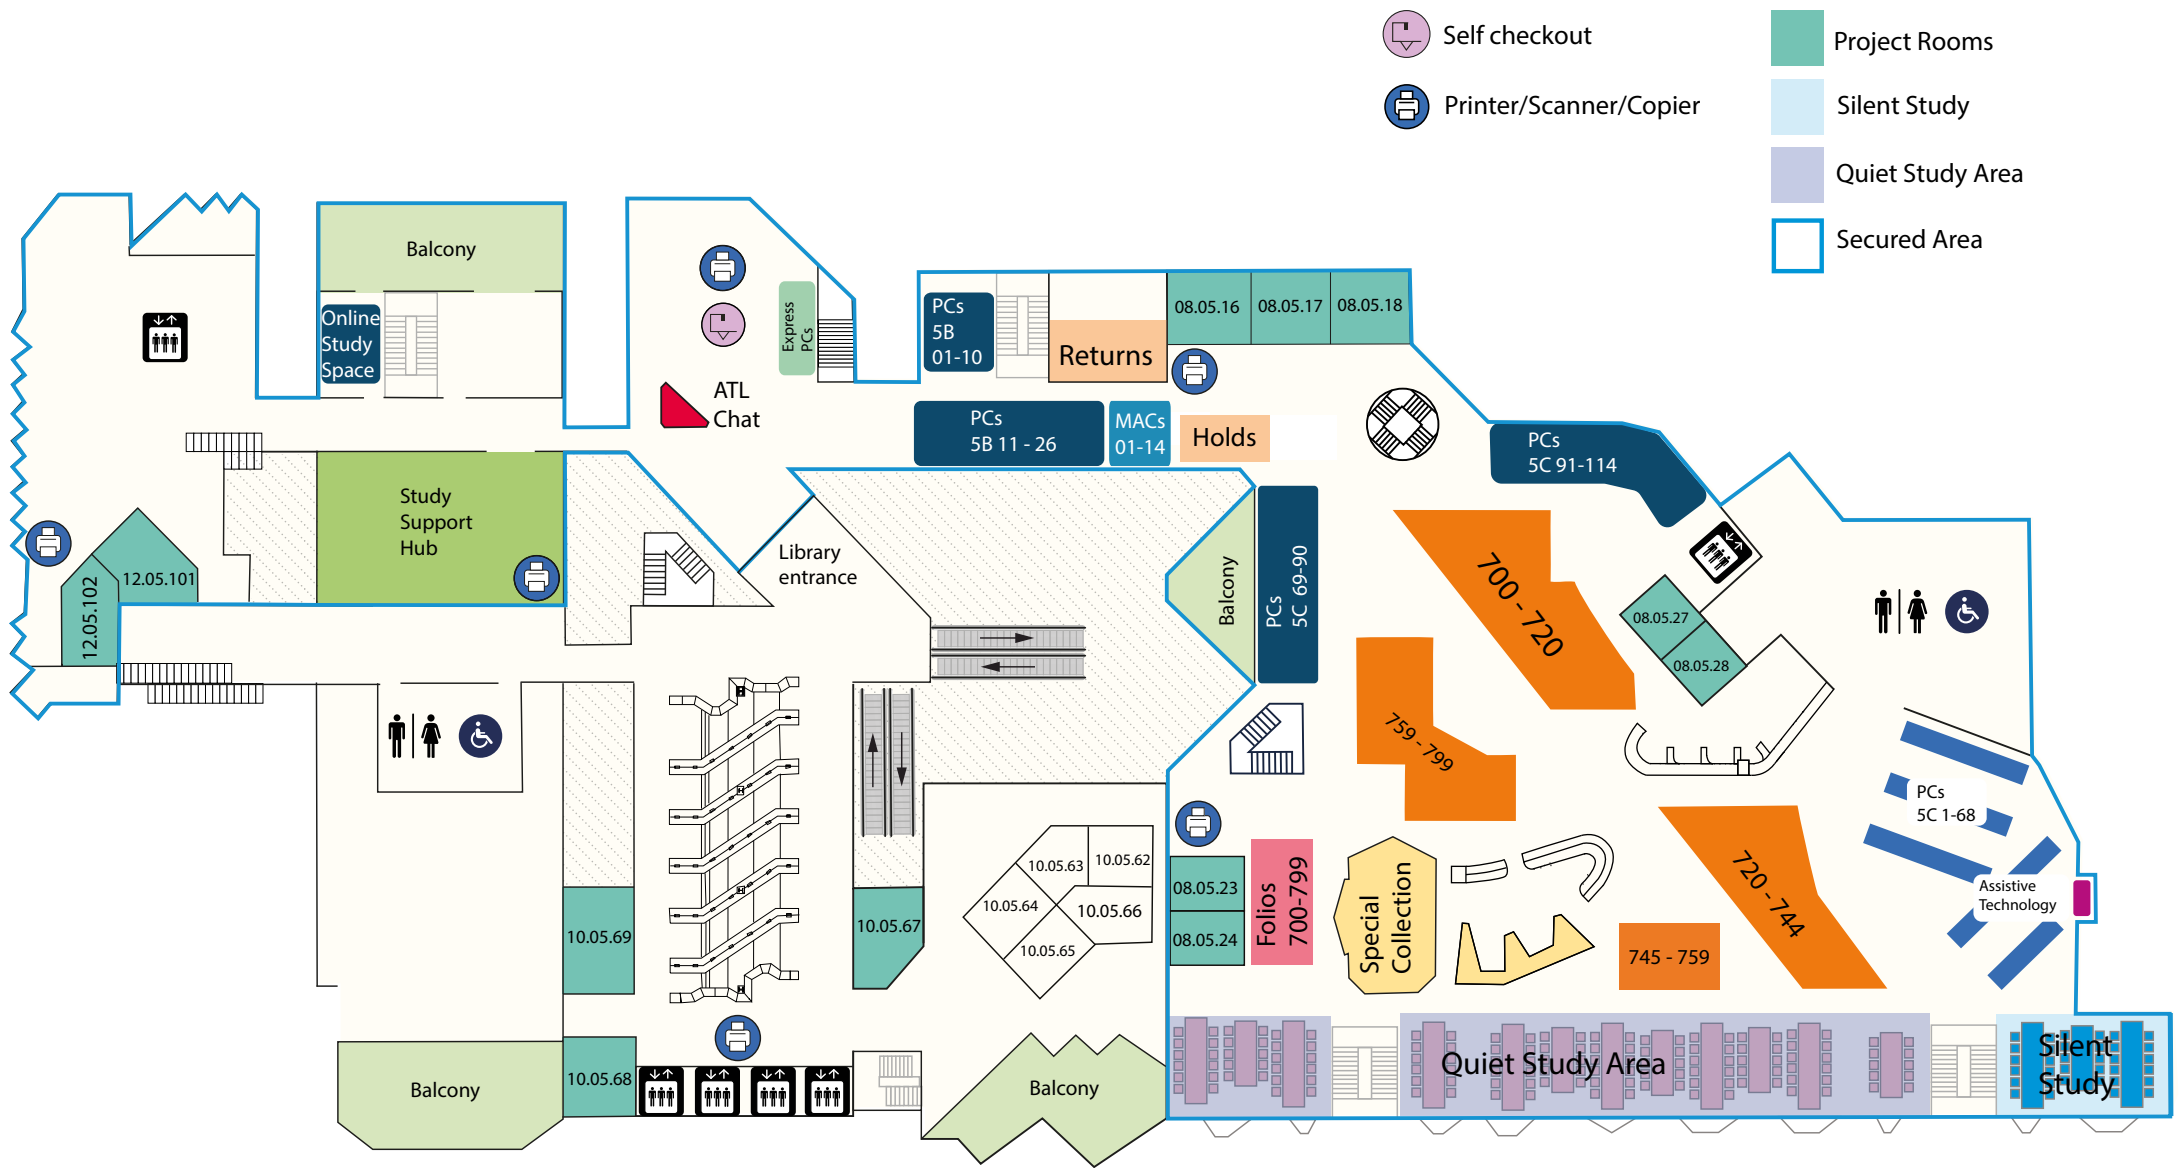 Self checkout
Project Rooms
Printer/Scanner/Copier
Silent Study
Quiet Study Area
Secured Area
Balcony
Online
Study
Space
Express
PCs
ATL
Chat
PCs
5B
01-10
Returns
08.05.16
08.05.17
08.05.18
PCs
5B 11 - 26
MACs
01-14
Holds
PCs
5C 91-114
Study
Support
Hub
12.05.101
12.05.102
Library
entrance
Balcony
PCs
5C 69-90
700 - 720
08.05.27
08.05.28
759 - 799
PCs
5C 1-68
10.05.63
10.05.62
10.05.64
10.05.66
10.05.65
10.05.67
10.05.69
08.05.23
08.05.24
Folios
700-799
Special
Collection
745 - 759
720 - 744
Assistive
Technology
10.05.68
Balcony
Balcony
Quiet Study Area
Silent
Study